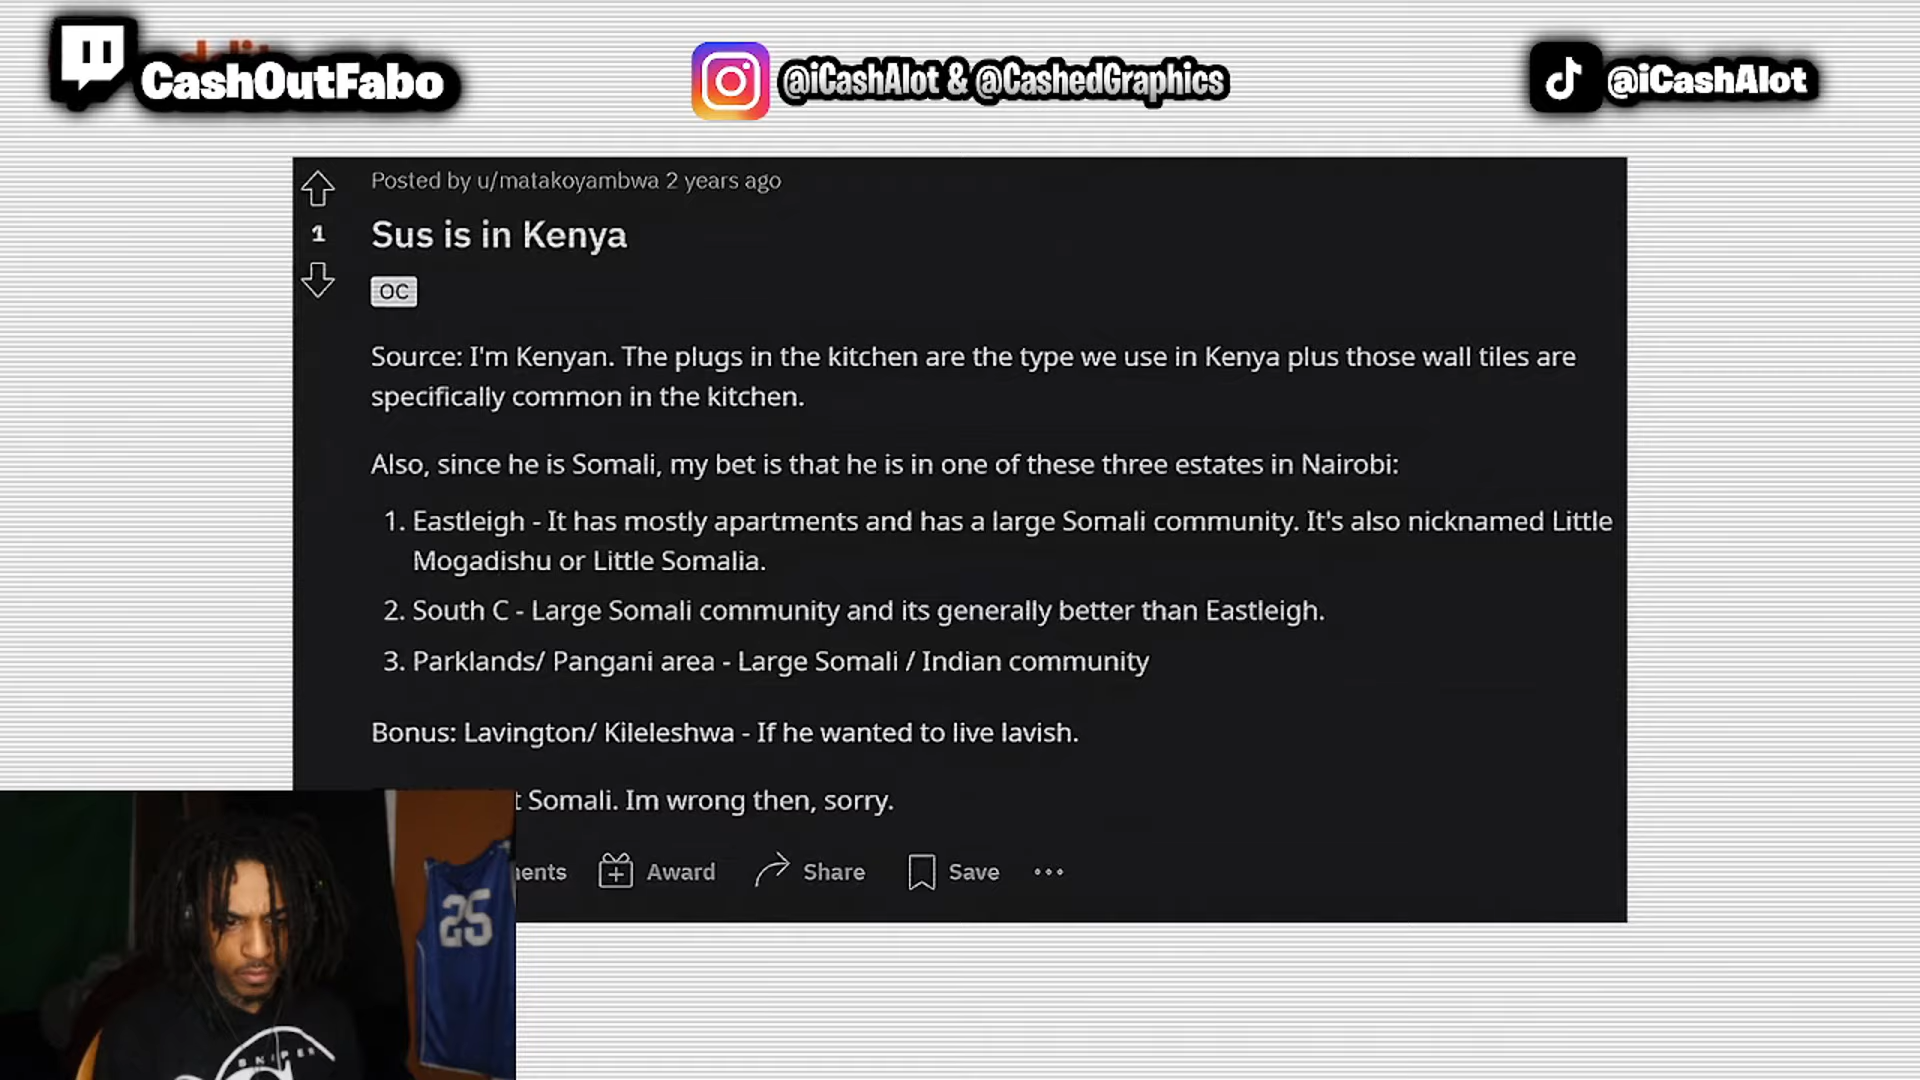 CashOutFabo
@iCashAlot & @CashedGraphics
@iCashAlot
Posted by u/matakoyambwa 2 years ago
1
Sus is in Kenya
OC
Source: I'm Kenyan. The plugs in the kitchen are the type we use in Kenya plus those wall tiles are
specifically common in the kitchen.
Also, since he is Somali, my bet is that he is in one of these three estates in Nairobi:
1. Eastleigh - It has mostly apartments and has a large Somali community. It's also nicknamed Little
Mogadishu or Little Somalia.
2. South C - Large Somali community and its generally better than Eastleigh.
3. Parklands/ Pangani area - Large Somali / Indian community
Bonus: Lavington/ Kileleshwa - If he wanted to live lavish.
Somali. Im wrong then, sorry.
Award Share Save
25
SNIPES